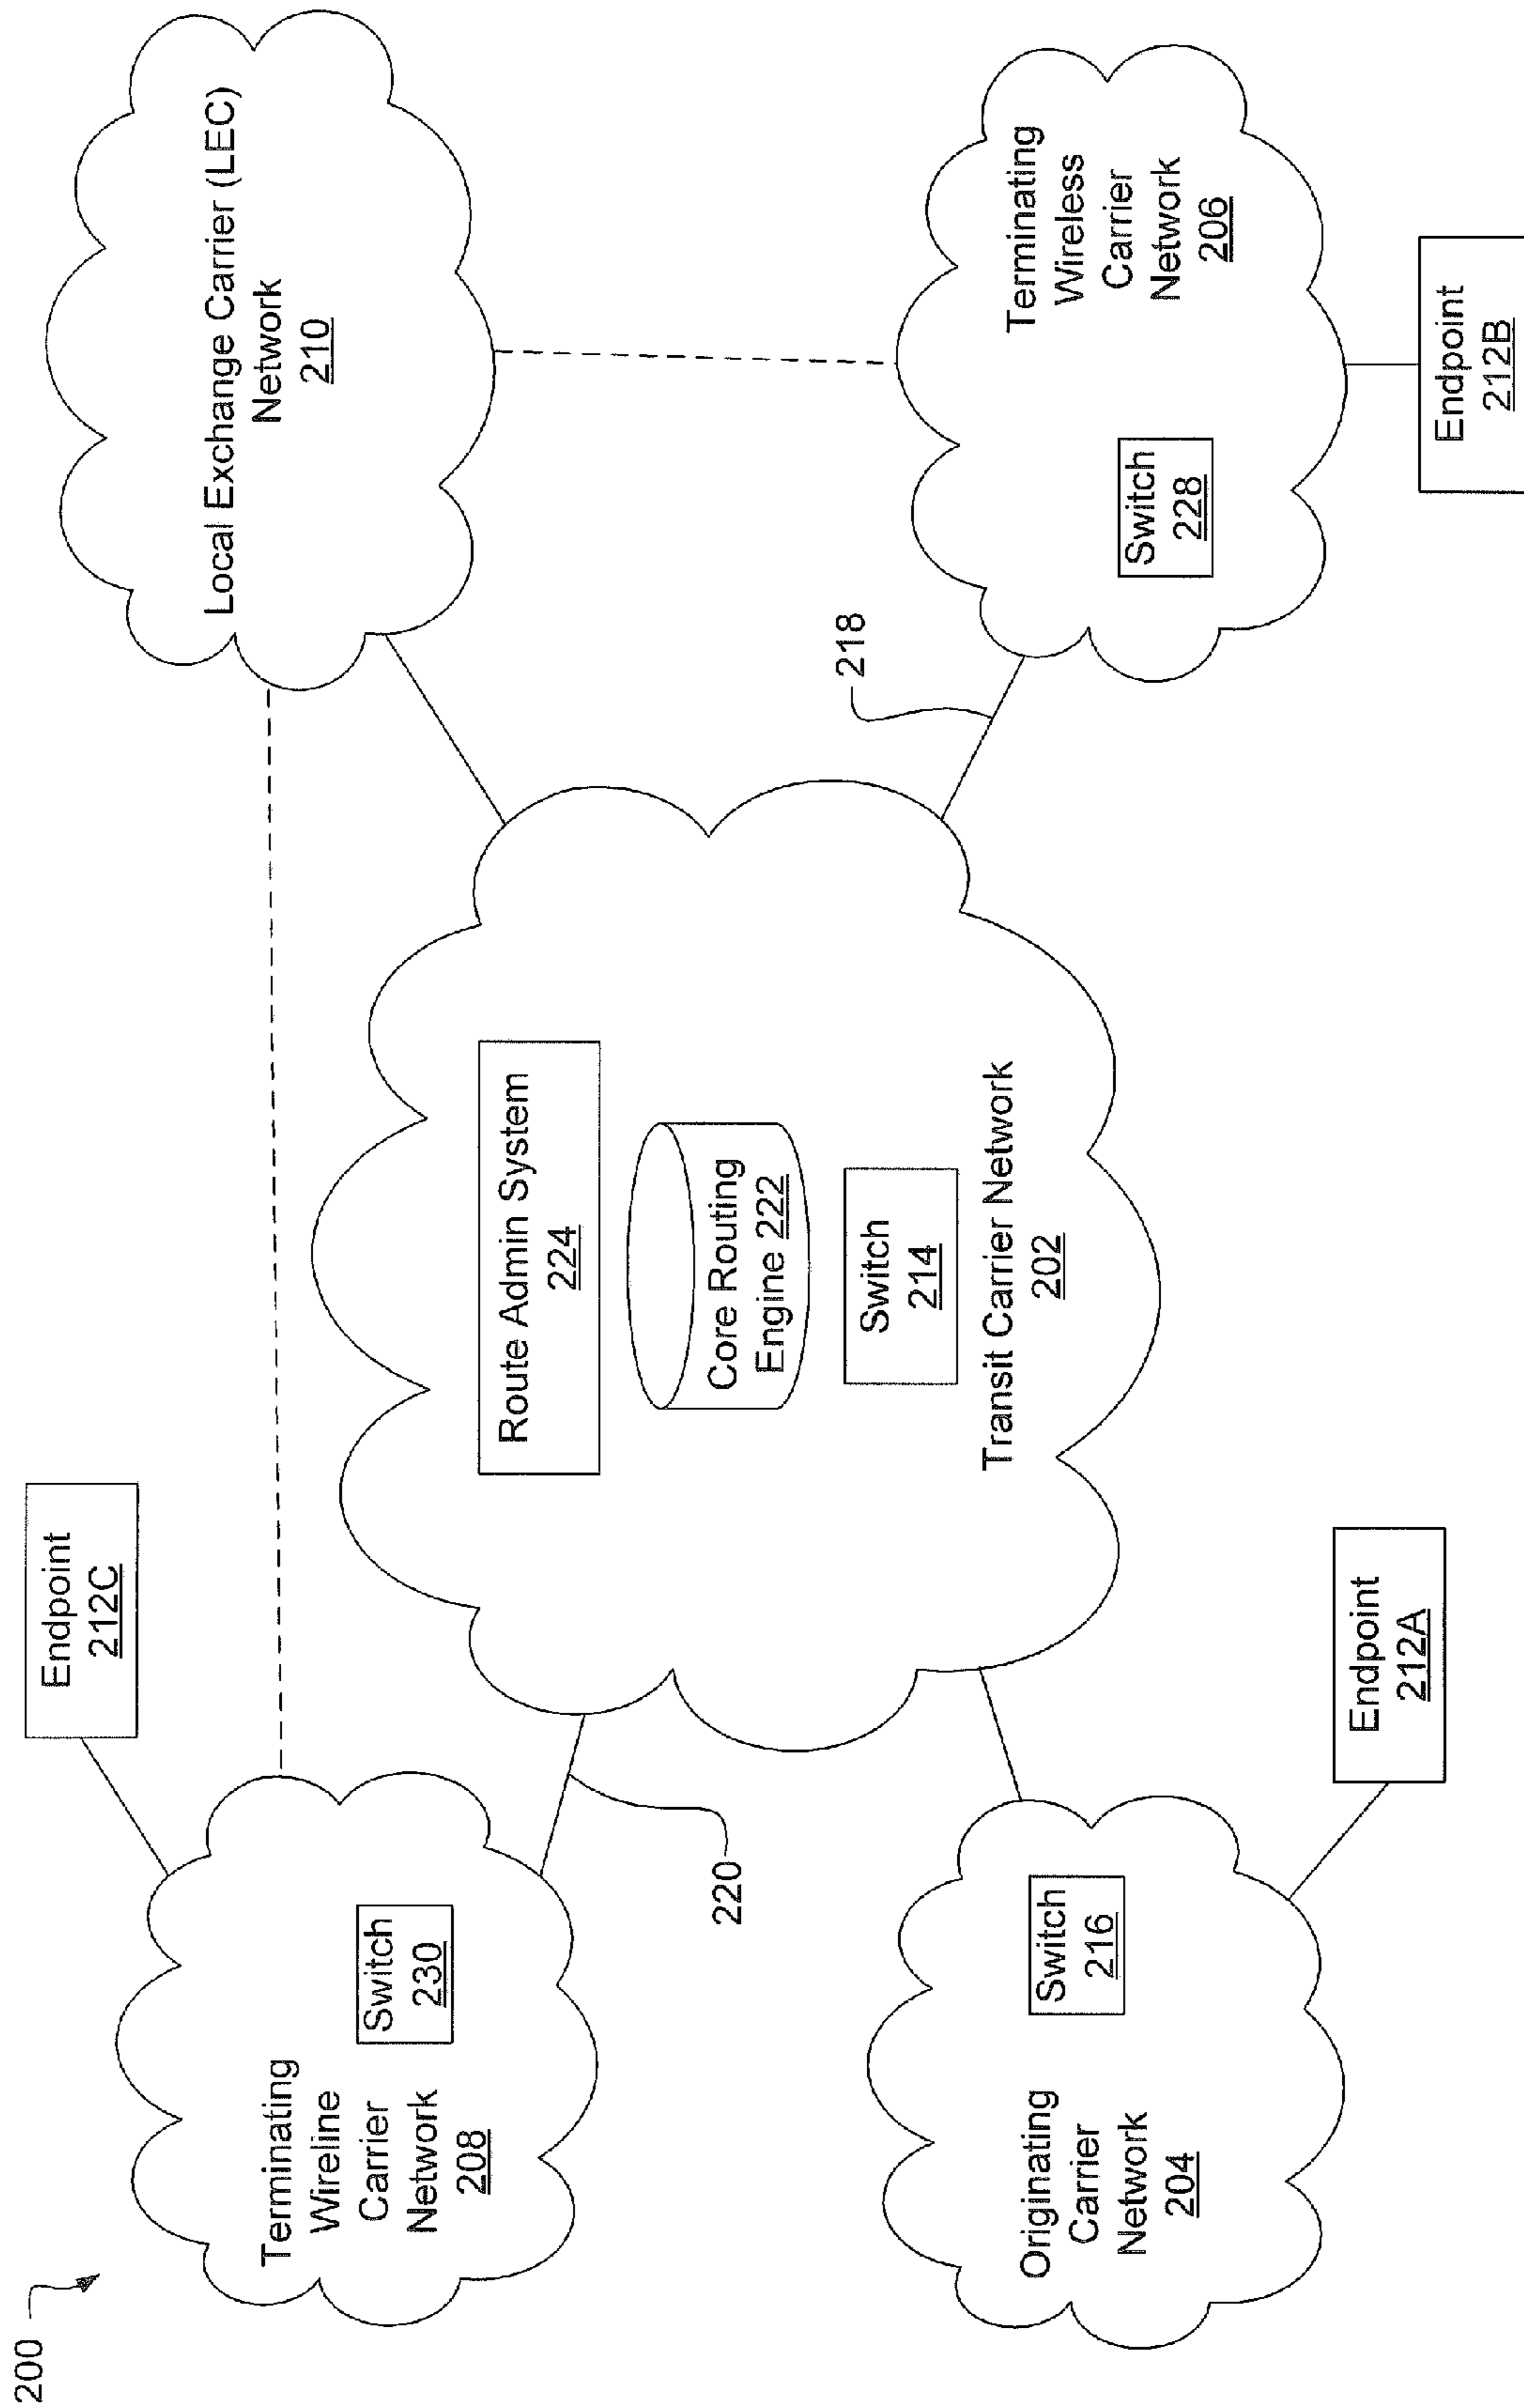 200
Endpoint
212C
Terminating
Wireline
Carrier
Network
208
Switch
230
220
Local Exchange Carrier (LEC)
Network
210
Route Admin System
224
Core Routing
Engine 222
Switch
214
Transit Carrier Network
202
218
Originating
Carrier
Network
204
Switch
216
Endpoint
212A
Terminating
Wireless
Carrier
Network
206
Switch
228
Endpoint
212B